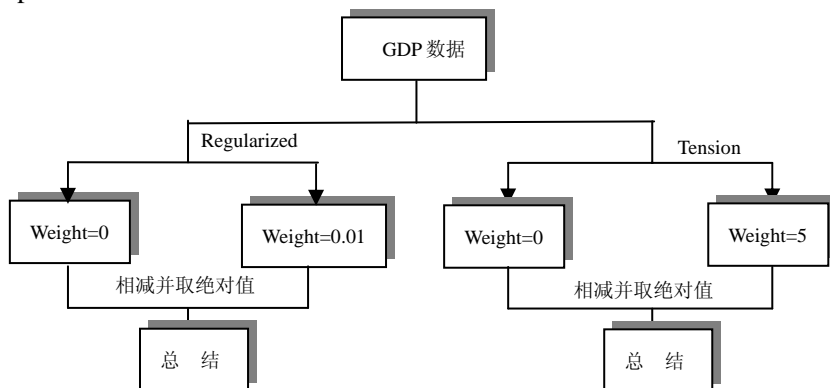 GDP 数据
Regularized
Tension
Weight=0
Weight=0.01
Weight=0
Weight=5
相减并取绝对值
相减并取绝对值
总 结
总 结